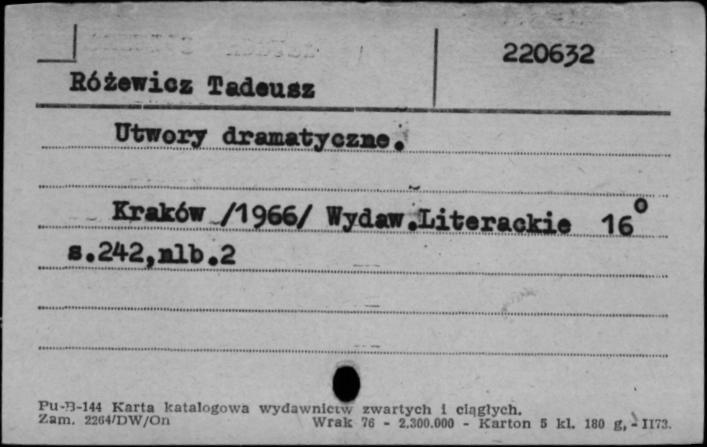 220632
Różewicz Tadeusz
Utwory dramatyczne.
Kraków /1966/ Wydaw.Literackie 16°
s.242,nlb.2
Pu-B-144 Karta katalogowa wydawnictw zwartych i ciągłych.
Zam. 2264/DW/On Wrak 76 - 2.300.000 - Karton 5 kl. 180 g, - II73.